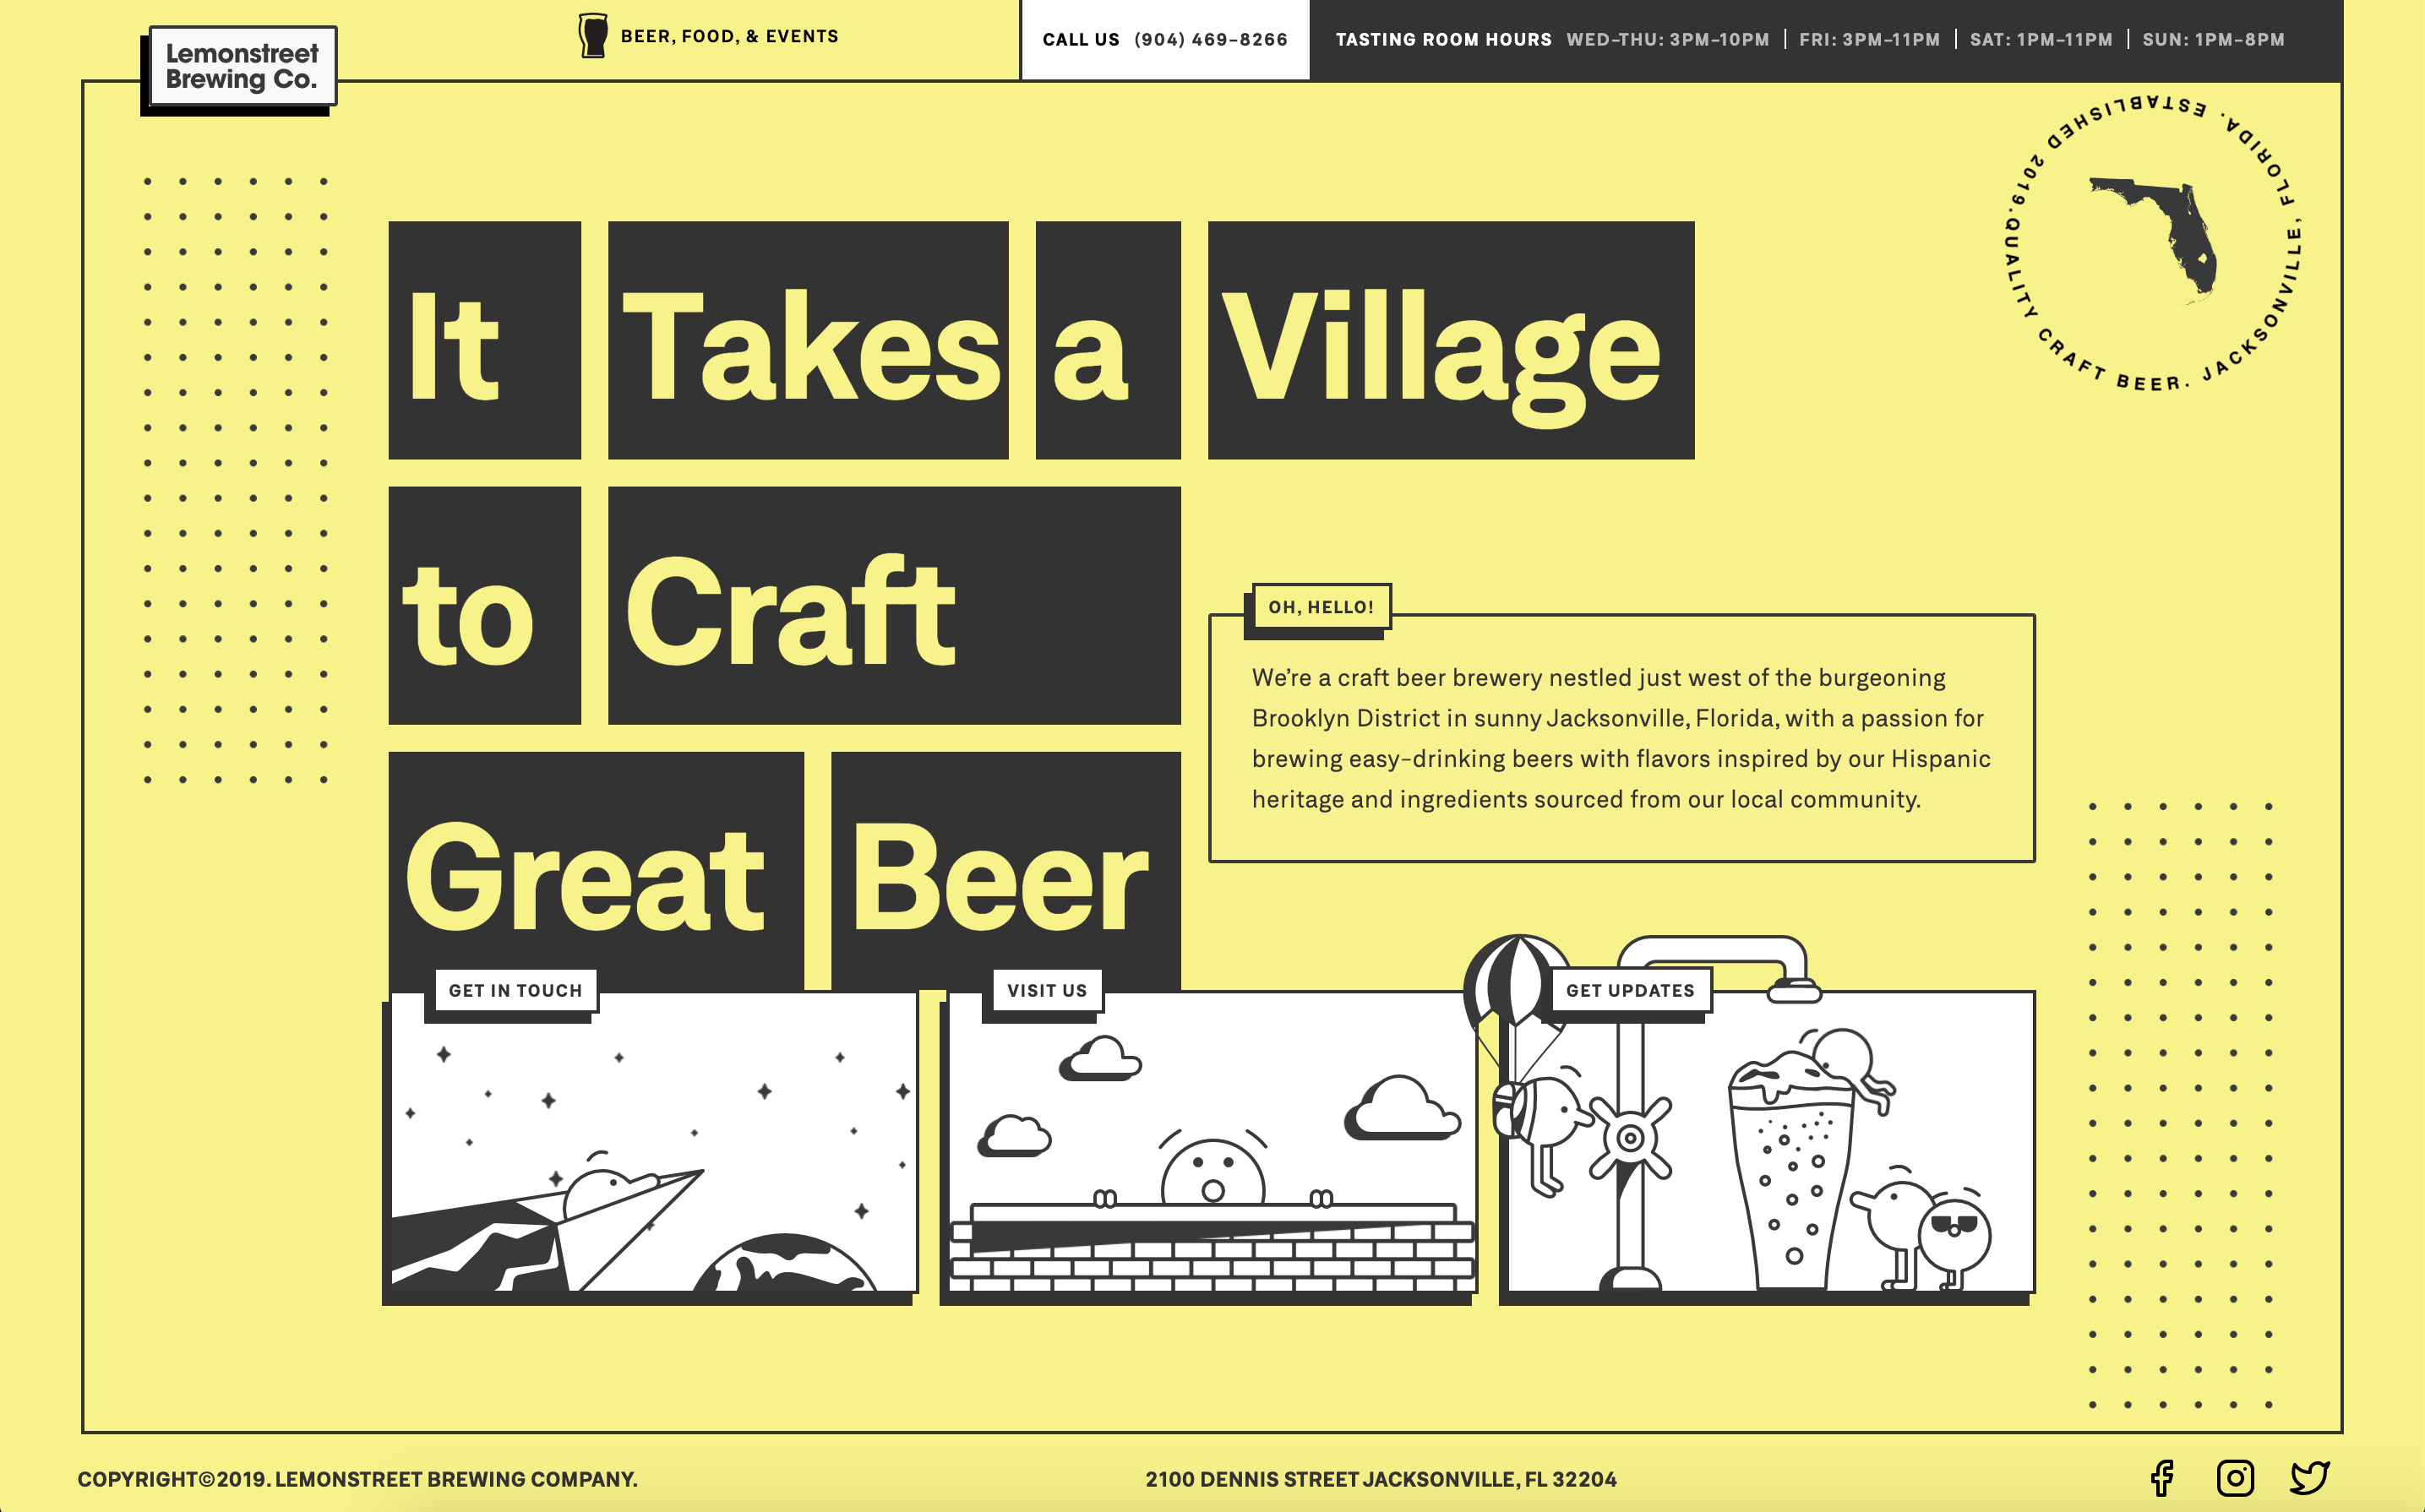 Lemonstreet
Brewing Co.
BEER, FOOD, & EVENTS
CALL US (904) 469-8266
TASTING ROOM HOURS WED-THU: 3PM-10PM | FRI: 3PM-11PM | SAT: 1PM-11PM | SUN: 1PM-8PM
QUALITY CRAFT BEER. JACKSONVILLE, FLORIDA. ESTABLISHED 2019.
It Takes a Village
to Craft
Great Beer
OH, HELLO!
We're a craft beer brewery nestled just west of the burgeoning
Brooklyn District in sunny Jacksonville, Florida, with a passion for
brewing easy-drinking beers with flavors inspired by our Hispanic
heritage and ingredients sourced from our local community.
GET IN TOUCH
VISIT US
GET UPDATES
COPYRIGHT©2019. LEMONSTREET BREWING COMPANY.
2100 DENNIS STREET JACKSONVILLE, FL 32204